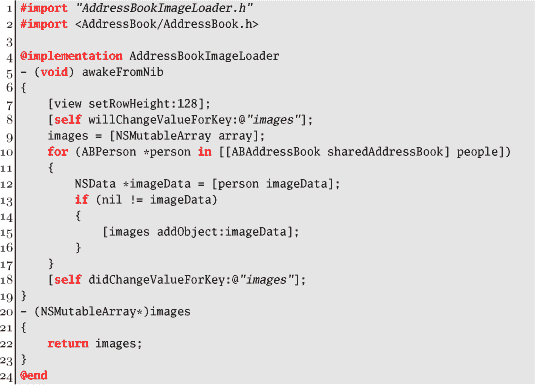 1 #import "AddressBookImageLoader.h"
2 #import <AddressBook/AddressBook.h>
3
4 @implementation AddressBookImageLoader
5 - (void) awakeFromNib
6 {
7     [view setRowHeight:128];
8     [self willChangeValueForKey:@"images"];
9     images = [NSMutableArray array];
10     for (ABPerson *person in [[ABAddressBook sharedAddressBook] people])
11     {
12         NSData *imageData = [person imageData];
13         if (nil != imageData)
14         {
15             [images addObject:imageData];
16         }
17     }
18     [self didChangeValueForKey:@"images"];
19 }
20 - (NSMutableArray*)images
21 {
22     return images;
23 }
24 @end